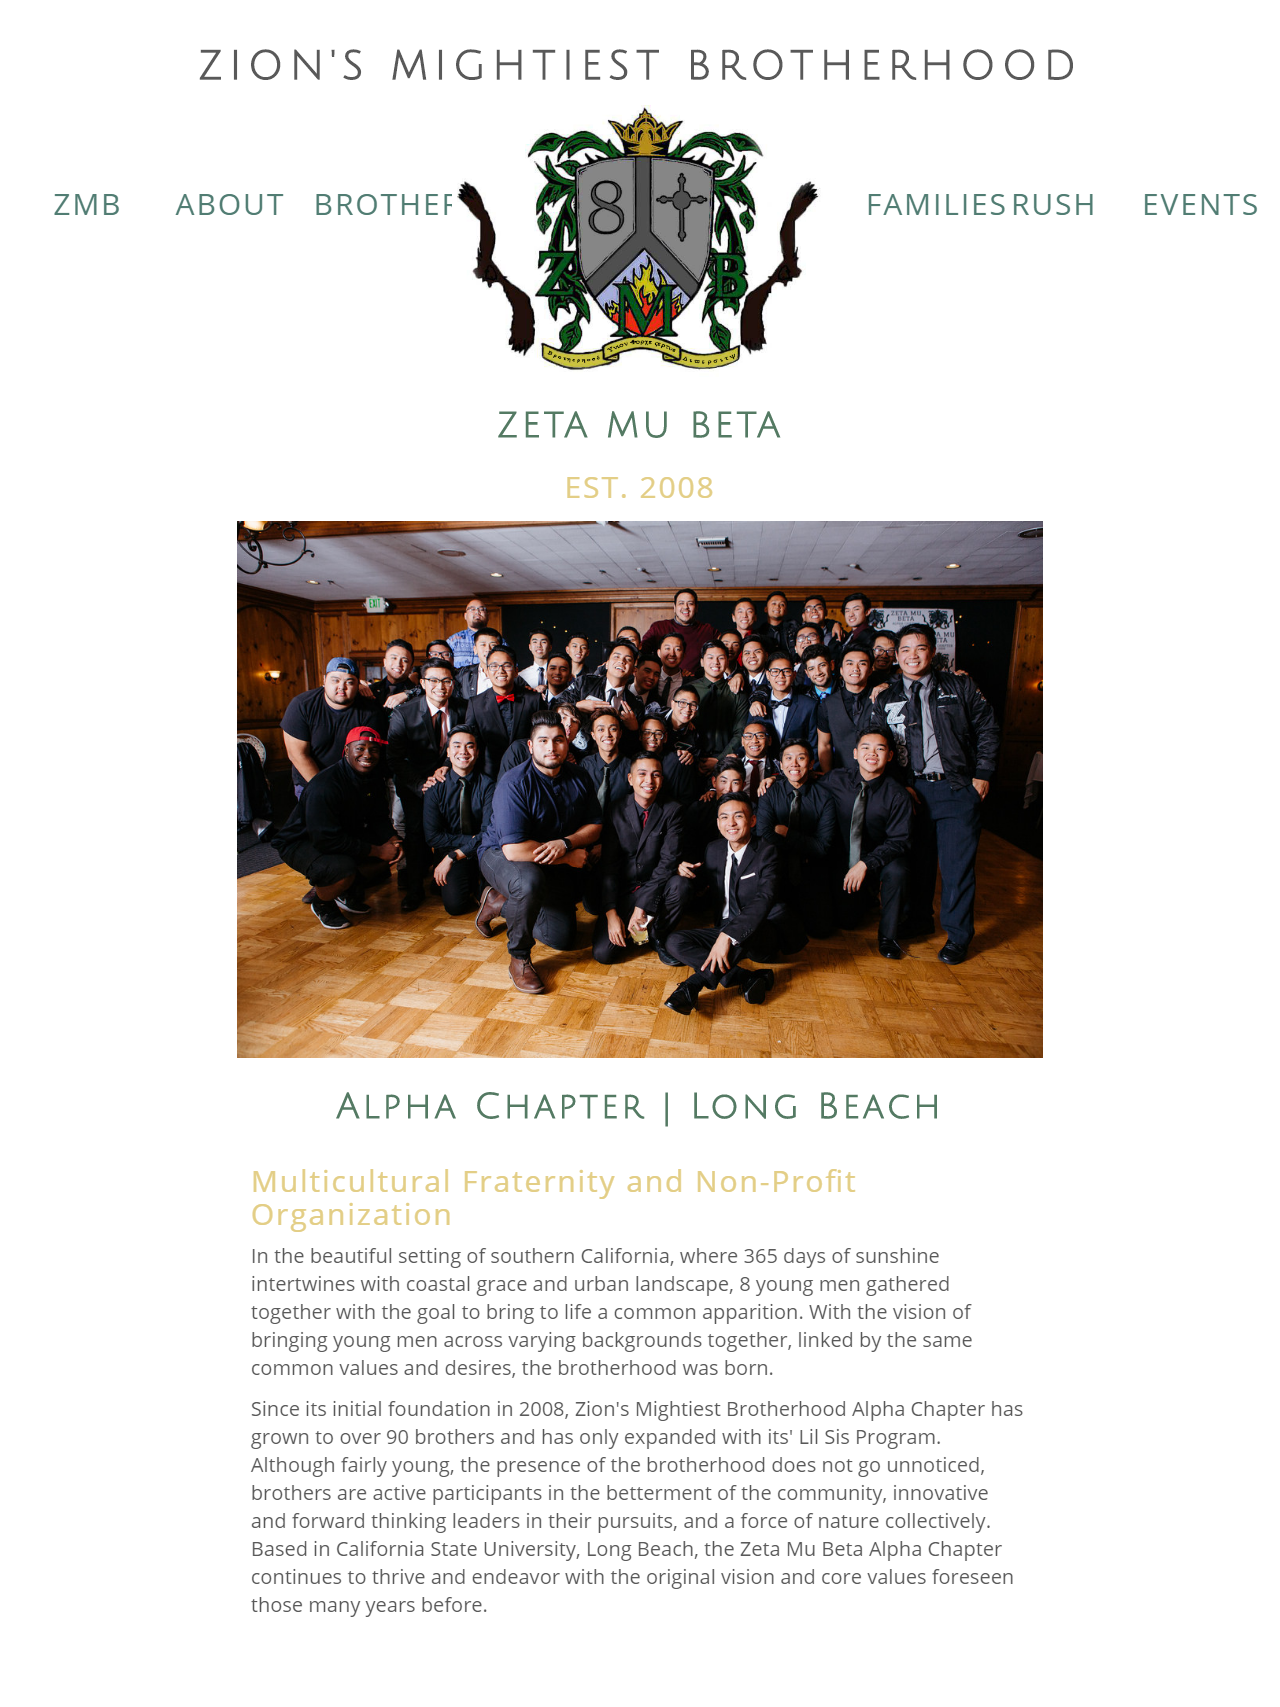 ZION'S MIGHTIEST BROTHERHOOD
ZMB ABOUT BROTHER FAMILIES RUSH EVENTS
8
Z M B
ZETA MU BETA
EST. 2008
EXIT
ZETA MU
BETA
Alpha Chapter | Long Beach
Multicultural Fraternity and Non-Profit
Organization
In the beautiful setting of southern California, where 365 days of sunshine
intertwines with coastal grace and urban landscape, 8 young men gathered
together with the goal to bring to life a common apparition. With the vision of
bringing young men across varying backgrounds together, linked by the same
common values and desires, the brotherhood was born.
Since its initial foundation in 2008, Zion's Mightiest Brotherhood Alpha Chapter has
grown to over 90 brothers and has only expanded with its' Lil Sis Program.
Although fairly young, the presence of the brotherhood does not go unnoticed,
brothers are active participants in the betterment of the community, innovative
and forward thinking leaders in their pursuits, and a force of nature collectively.
Based in California State University, Long Beach, the Zeta Mu Beta Alpha Chapter
continues to thrive and endeavor with the original vision and core values foreseen
those many years before.